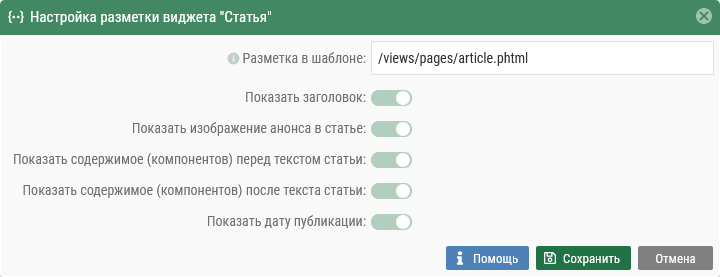 {··} Настройка разметки виджета "Статья"
Разметка в шаблоне: /views/pages/article.phtml
Показать заголовок:
Показать изображение анонса в статье:
Показать содержимое (компонентов) перед текстом статьи:
Показать содержимое (компонентов) после текста статьи:
Показать дату публикации:
Помощь Сохранить Отмена